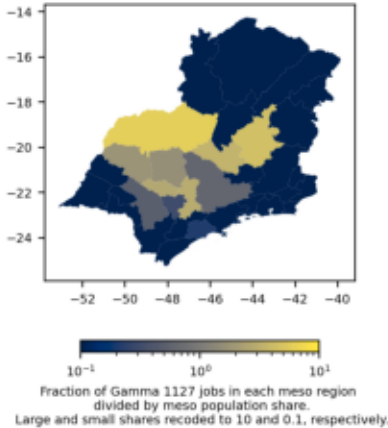 −14
−16
−18
−20
−22
−24
−52 −50 −48 −46 −44 −42 −40
10⁻¹ 10⁰ 10¹
Fraction of Gamma 1127 jobs in each meso region
divided by meso population share.
Large and small shares recoded to 10 and 0.1, respectively.